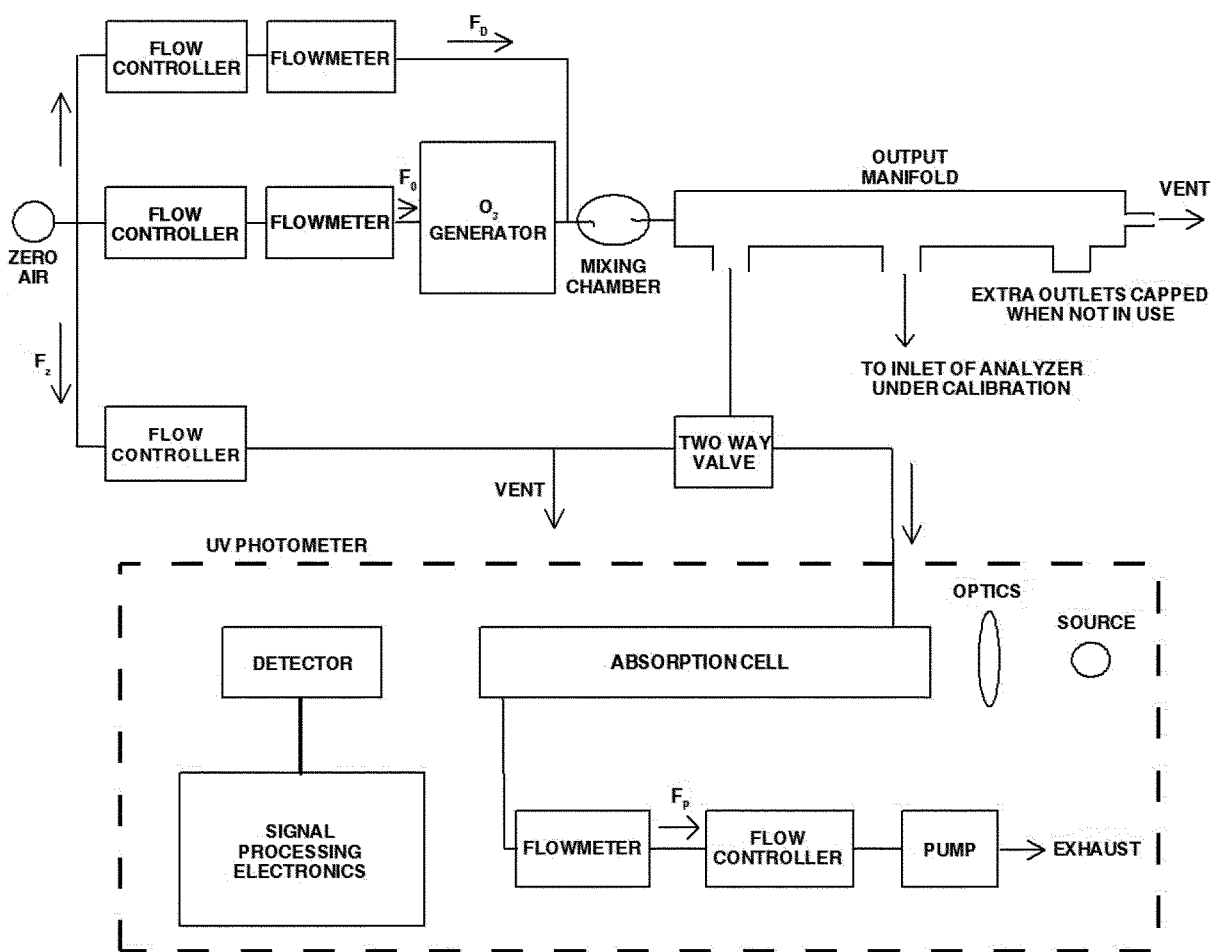 FLOW
CONTROLLER
FLOWMETER
F_D
FLOW
CONTROLLER
FLOWMETER
F_0
O_3
GENERATOR
ZERO
AIR
MIXING
CHAMBER
OUTPUT
MANIFOLD
VENT
EXTRA OUTLETS CAPPED
WHEN NOT IN USE
TO INLET OF ANALYZER
UNDER CALIBRATION
F_z
FLOW
CONTROLLER
VENT
TWO WAY
VALVE
UV PHOTOMETER
OPTICS
SOURCE
DETECTOR
ABSORPTION CELL
SIGNAL
PROCESSING
ELECTRONICS
FLOWMETER
F_p
FLOW
CONTROLLER
PUMP
EXHAUST